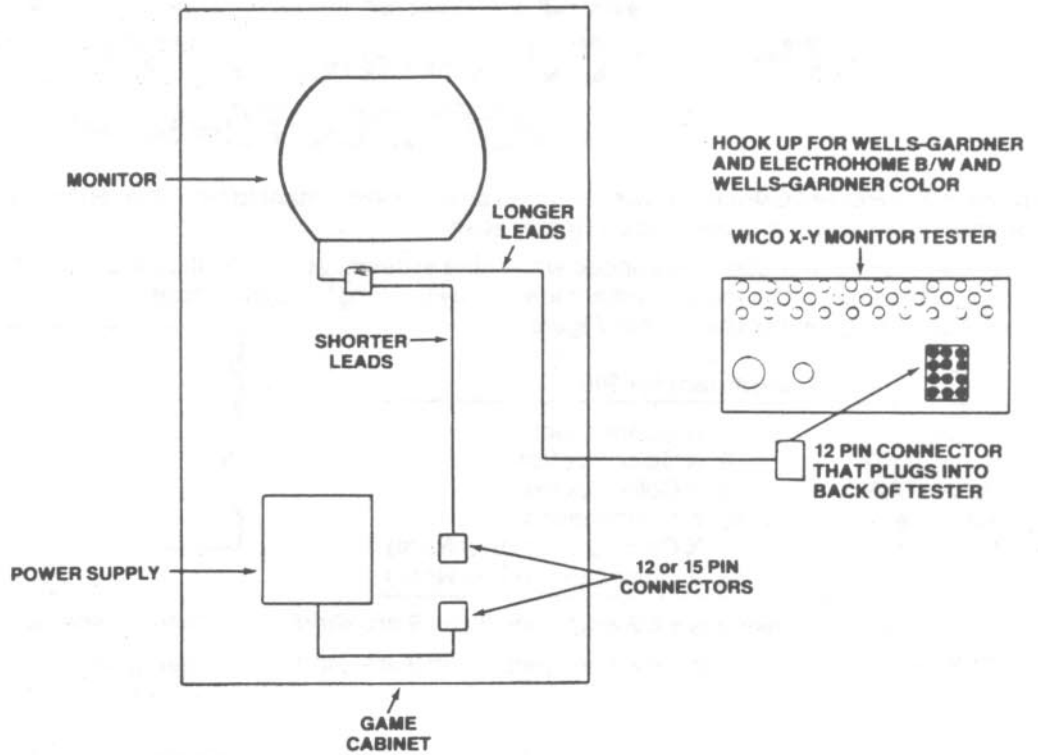 HOOK UP FOR WELLS-GARDNER
AND ELECTROHOME B/W AND
WELLS-GARDNER COLOR
MONITOR
LONGER
LEADS
WICO X-Y MONITOR TESTER
SHORTER
LEADS
12 PIN CONNECTOR
THAT PLUGS INTO
BACK OF TESTER
POWER SUPPLY
12 or 15 PIN
CONNECTORS
GAME
CABINET